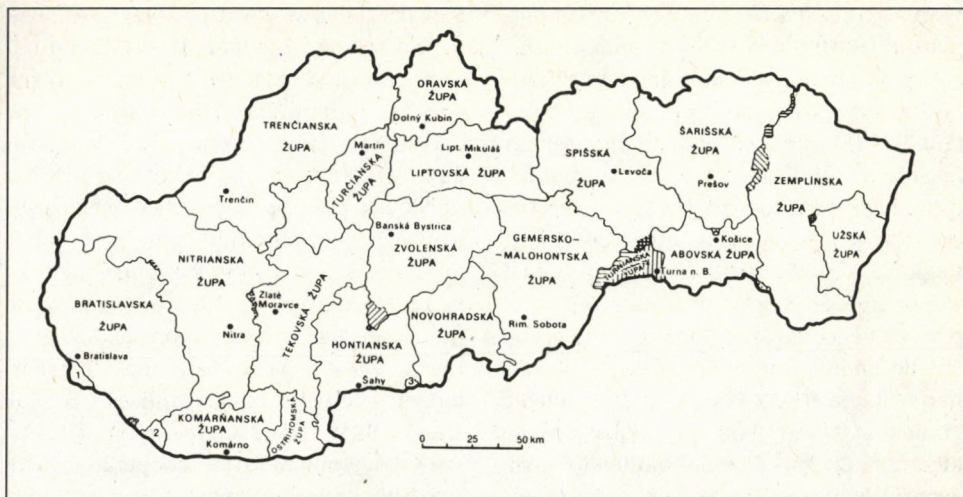 ORAVSKÁ
ŽUPA
Dolný Kubín
TRENČIANSKA
ŽUPA
Martin
TURČIANSKA
ŽUPA
Lipt. Mikuláš
LIPTOVSKÁ ŽUPA
SPIŠSKÁ
ŽUPA
Levoča
ŠARIŠSKÁ
ŽUPA
Prešov
ZEMPLÍNSKA
ŽUPA
Trenčín
Banská Bystrica
ZVOLENSKÁ
ŽUPA
GEMERSKO-
-MALOHONTSKÁ
ŽUPA
Košice
ABOVSKÁ ŽUPA
UŽSKÁ
ŽUPA
NITRIANSKA
ŽUPA
ŽUPA
Turna n. B.
BRATISLAVSKÁ
ŽUPA
Zlaté
Moravce
TEKOVSKÁ ŽUPA
NOVOHRADSKÁ
ŽUPA
Rim. Sobota
Nitra
HONTIANSKA
ŽUPA
Bratislava
1
Šahy
3
KOMÁRŇANSKÁ
ŽUPA
2
Komárno
OSTRIHOMSKÁ
ŽUPA
0 25 50 km